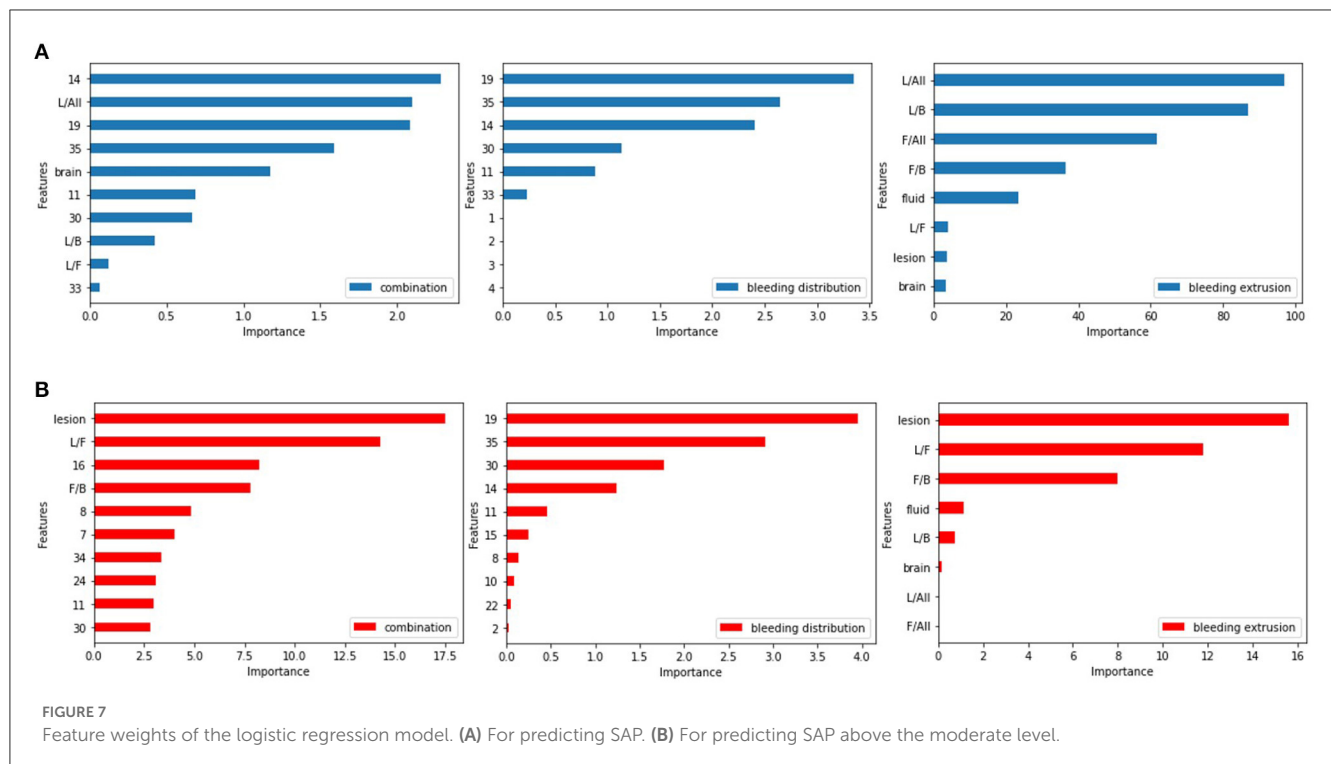 A
14
L/All
19
35
brain
11
30
L/B
L/F
33
Features
combination
0.0 0.5 1.0 1.5 2.0
Importance
19
35
14
30
11
33
1
2
3
4
Features
bleeding distribution
0.0 0.5 1.0 1.5 2.0 2.5 3.0 3.5
Importance
L/All
L/B
F/All
F/B
fluid
L/F
lesion
brain
Features
bleeding extrusion
0 20 40 60 80 100
Importance
B
lesion
L/F
16
F/B
8
7
34
24
11
30
Features
combination
0.0 2.5 5.0 7.5 10.0 12.5 15.0 17.5
Importance
19
35
30
14
11
15
8
10
22
2
Features
bleeding distribution
0.0 0.5 1.0 1.5 2.0 2.5 3.0 3.5 4.0
Importance
lesion
L/F
F/B
fluid
L/B
brain
L/All
F/All
Features
bleeding extrusion
0 2 4 6 8 10 12 14 16
Importance
FIGURE 7
Feature weights of the logistic regression model. (A) For predicting SAP. (B) For predicting SAP above the moderate level.